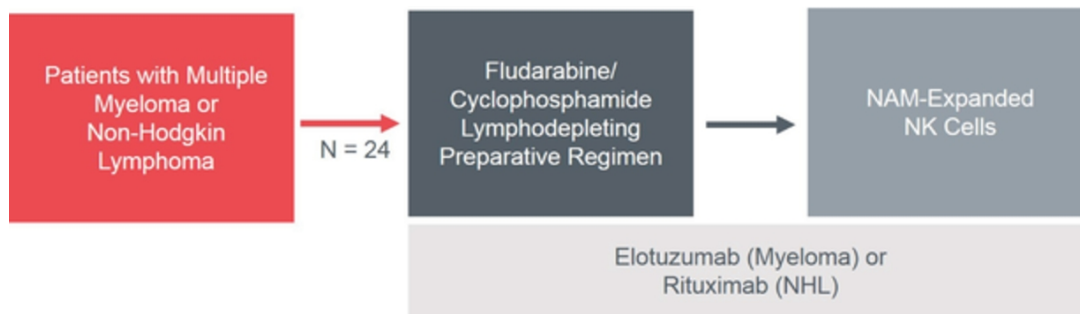 Patients with Multiple
Myeloma or
Non-Hodgkin
Lymphoma
N = 24
Fludarabine/
Cyclophosphamide
Lymphodepleting
Preparative Regimen
NAM-Expanded
NK Cells
Elotuzumab (Myeloma) or
Rituximab (NHL)